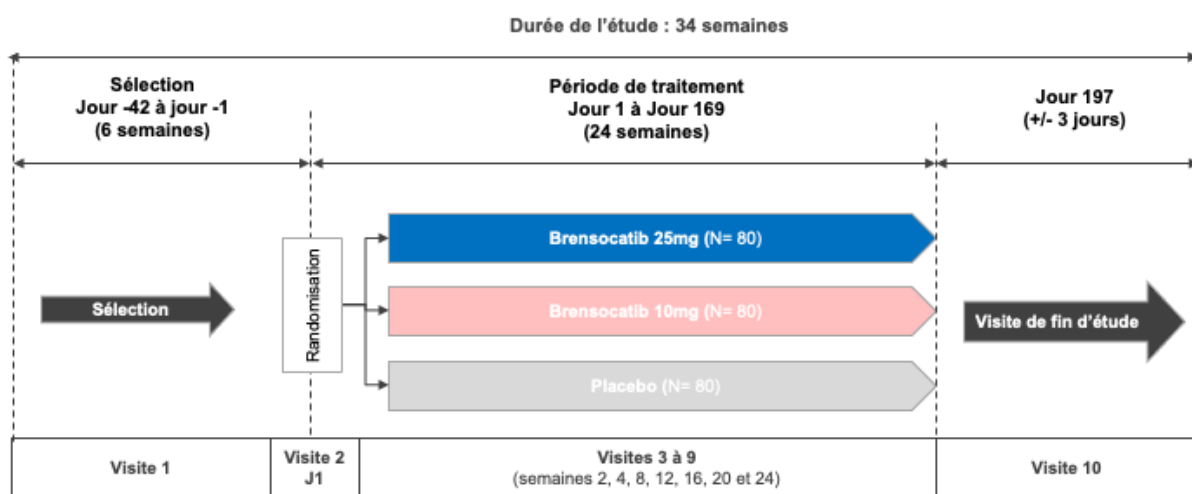 Durée de l'étude : 34 semaines
Sélection
Jour -42 à jour -1
(6 semaines)
Période de traitement
Jour 1 à Jour 169
(24 semaines)
Jour 197
(+/- 3 jours)
Sélection
Randomisation
Brensocatib 25mg (N= 80)
Brensocatib 10mg (N= 80)
Placebo (N= 80)
Visite de fin d’étude
Visite 1
Visite 2
J1
Visites 3 à 9
(semaines 2, 4, 8, 12, 16, 20 et 24)
Visite 10